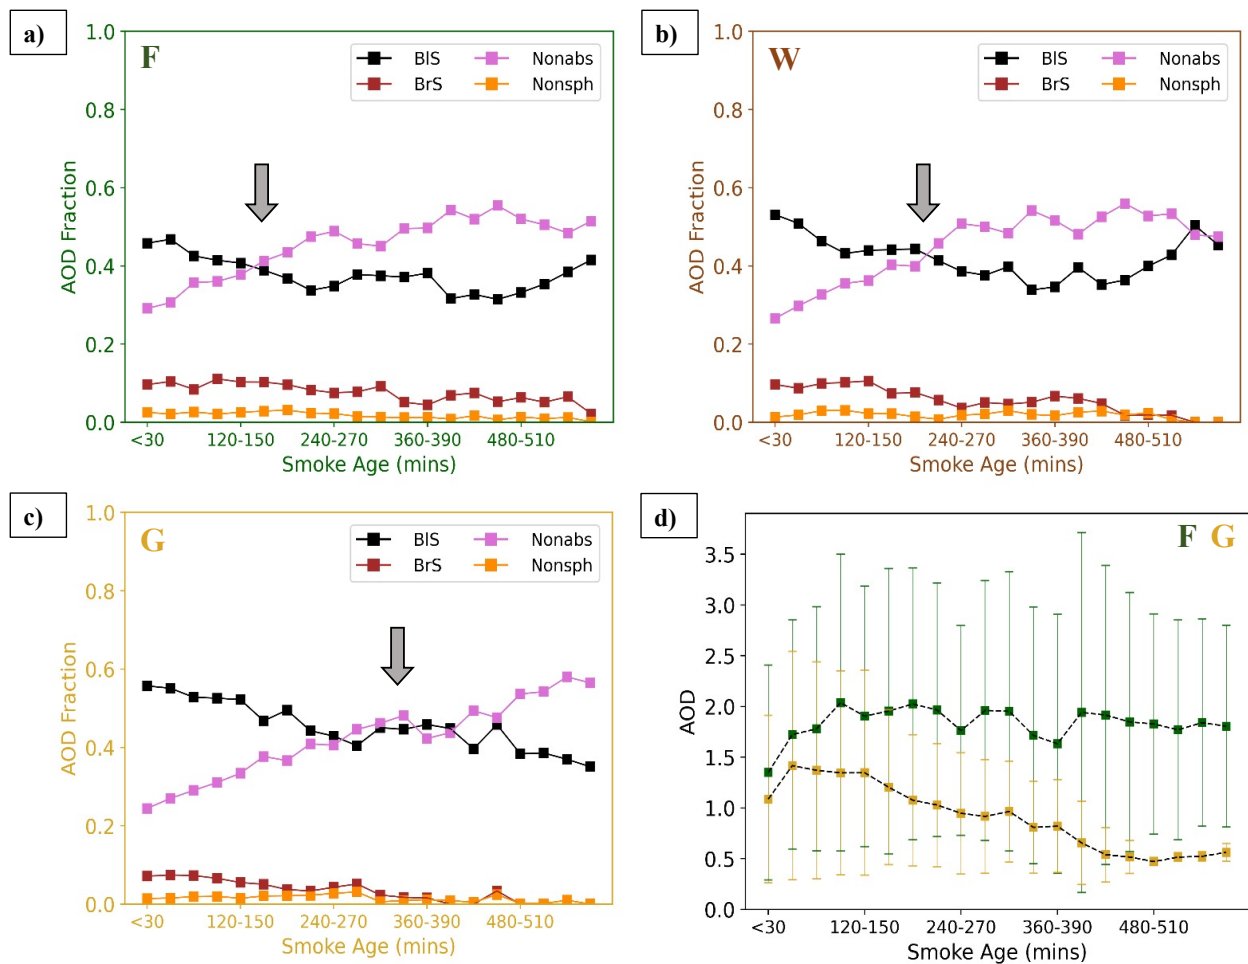 a)
F
BlS
Nonabs
BrS
Nonsph
1.0
0.8
0.6
0.4
0.2
0.0
AOD Fraction
<30
120-150
240-270
360-390
480-510
Smoke Age (mins)
b)
W
BlS
Nonabs
BrS
Nonsph
1.0
0.8
0.6
0.4
0.2
0.0
AOD Fraction
<30
120-150
240-270
360-390
480-510
Smoke Age (mins)
c)
G
BlS
Nonabs
BrS
Nonsph
1.0
0.8
0.6
0.4
0.2
0.0
AOD Fraction
<30
120-150
240-270
360-390
480-510
Smoke Age (mins)
d)
F G
3.5
3.0
2.5
2.0
1.5
1.0
0.5
0.0
AOD
<30
120-150
240-270
360-390
480-510
Smoke Age (mins)